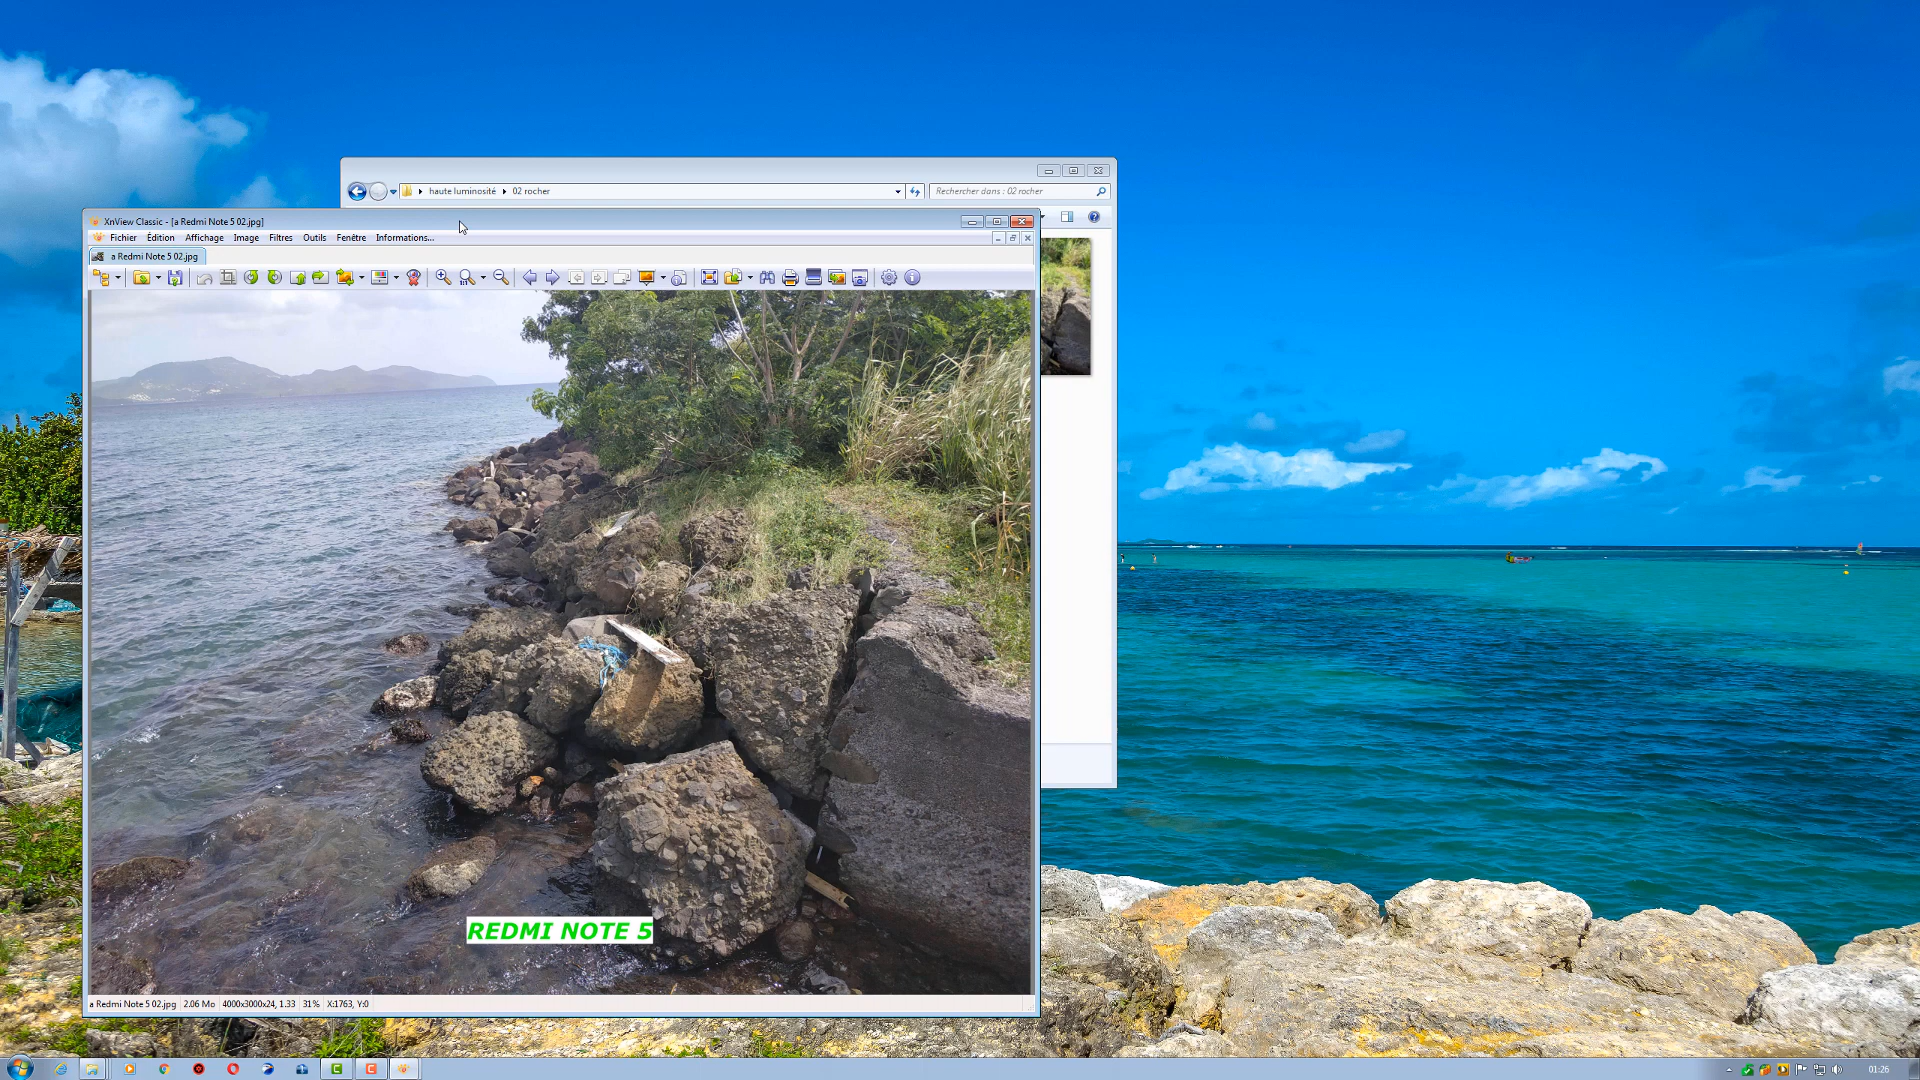 haute luminosité
02 rocher
Rechercher dans : 02 rocher
XnView Classic - [a Redmi Note 5 02.jpg]
Fichier Édition Affichage Image Filtres Outils Fenêtre Informations...
a Redmi Note 5 02.jpg
REDMI NOTE 5
a Redmi Note 5 02.jpg 2.06 Mo 4000x3000x24, 1.33 31% X:1763, Y:0
01:26